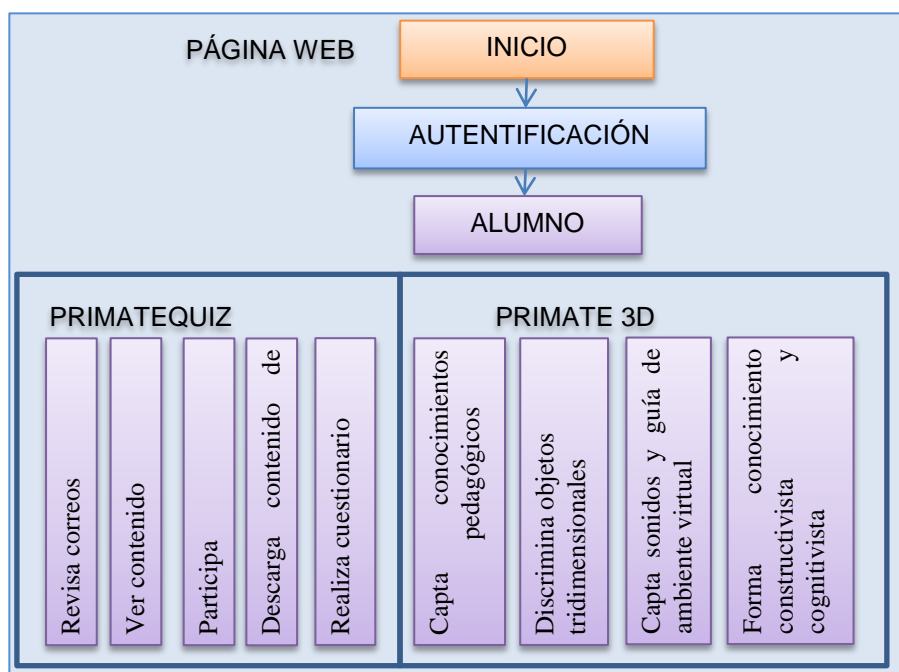 PÁGINA WEB
INICIO
AUTENTIFICACIÓN
ALUMNO
PRIMATEQUIZ
Revisa correos
Ver contenido
Participa
Descarga contenido de
Realiza cuestionario
PRIMATE 3D
Capta conocimientos
pedagógicos
Discrimina objetos
tridimensionales
Capta sonidos y guía de
ambiente virtual
Forma conocimiento y
constructivista
cognitivista